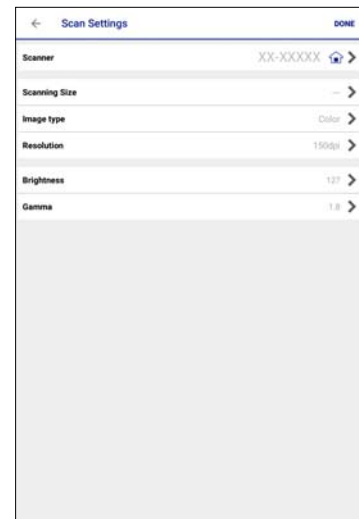 Scan Settings DONE
Scanner XX-XXXXX
Scanning Size --
Image type Color
Resolution 150dpi
Brightness 127
Gamma 1.8